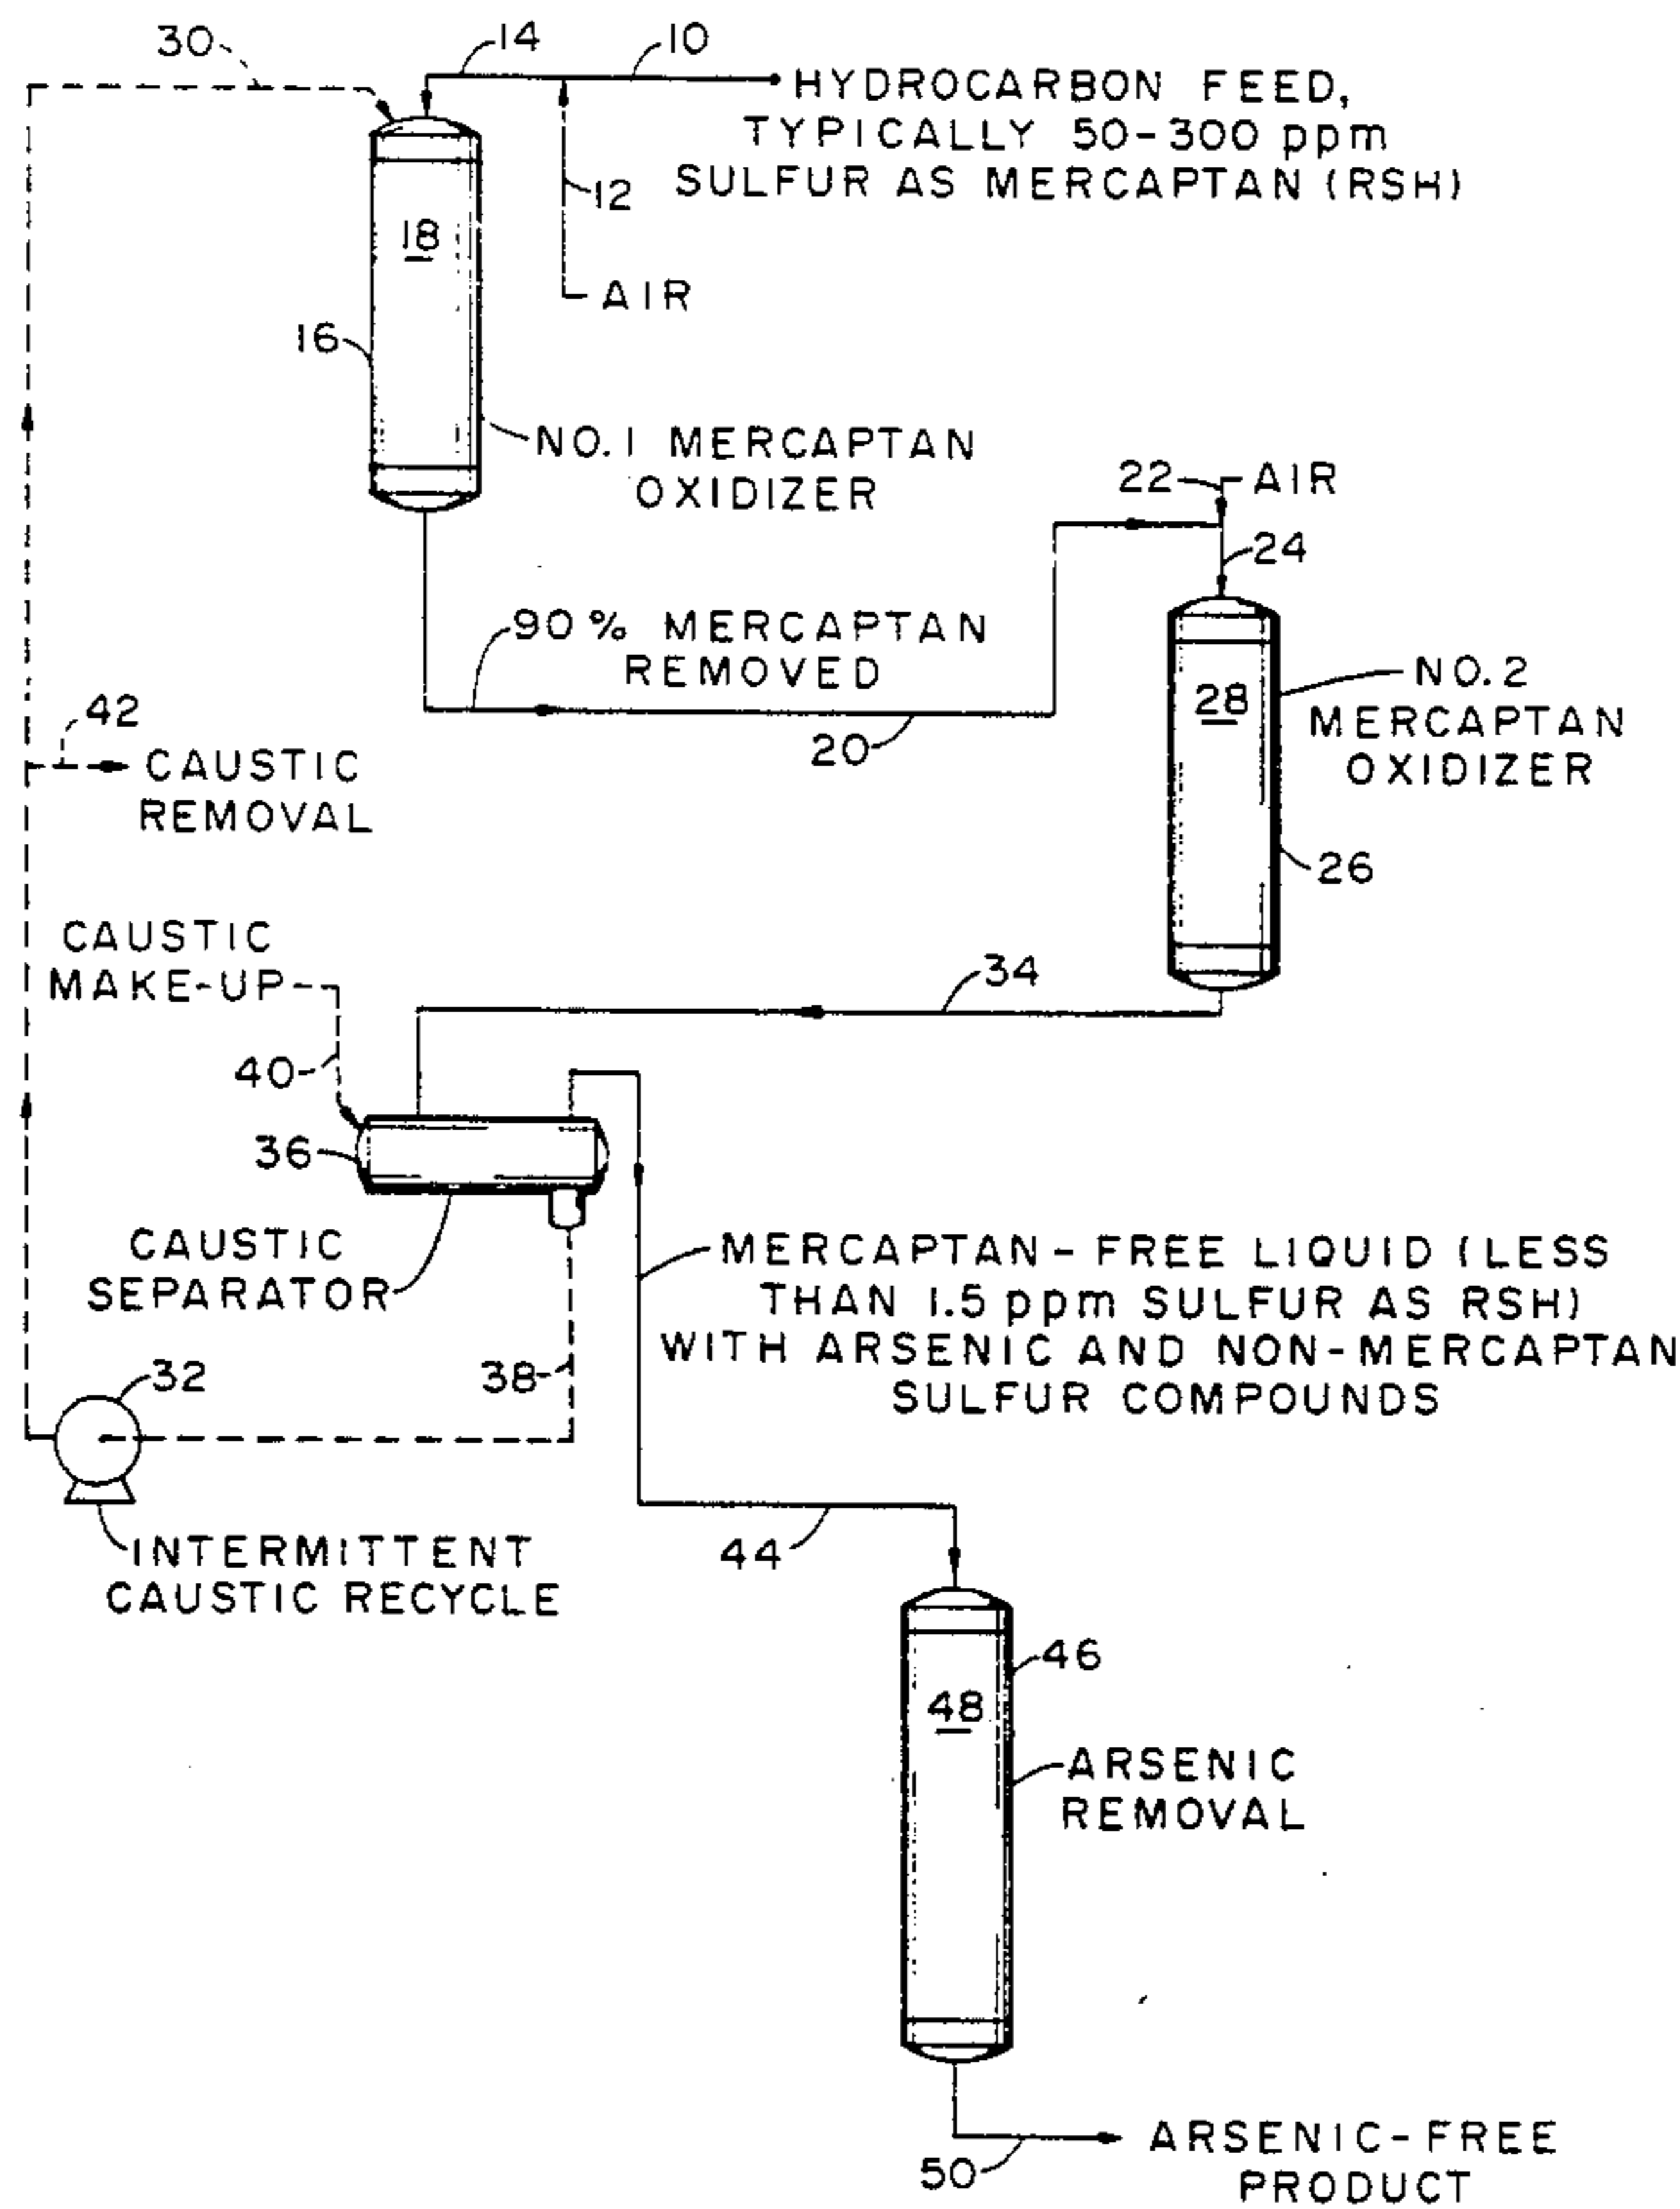 30
14
10
HYDROCARBON FEED,
TYPICALLY 50-300 ppm
SULFUR AS MERCAPTAN (RSH)
12
18
AIR
16
NO. 1 MERCAPTAN
OXIDIZER
22
AIR
24
90% MERCAPTAN
REMOVED
28
NO. 2
MERCAPTAN
OXIDIZER
42
20
CAUSTIC
REMOVAL
26
CAUSTIC
MAKE-UP
34
40
36
CAUSTIC
SEPARATOR
MERCAPTAN-FREE LIQUID (LESS
THAN 1.5 ppm SULFUR AS RSH)
WITH ARSENIC AND NON-MERCAPTAN
SULFUR COMPOUNDS
32
38
INTERMITTENT
CAUSTIC RECYCLE
44
46
48
ARSENIC
REMOVAL
50
ARSENIC-FREE
PRODUCT